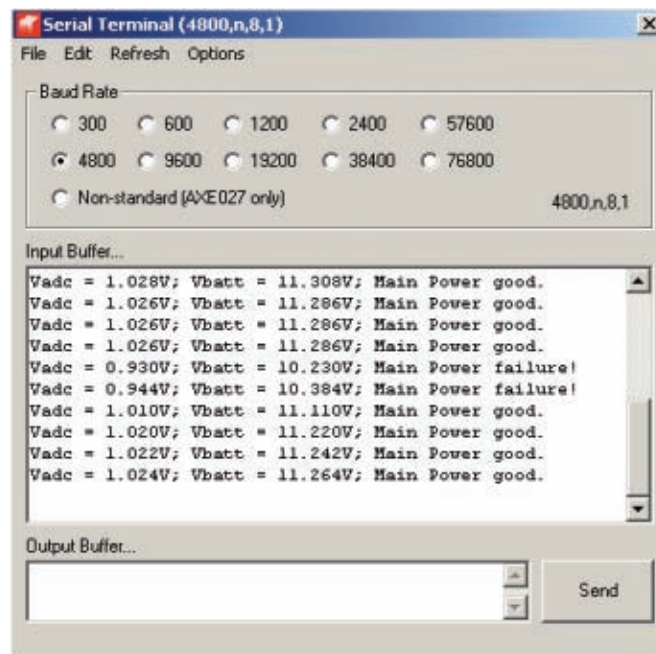 Serial Terminal (4800,n,8,1)
File Edit Refresh Options
Baud Rate
300 600 1200 2400 57600
4800 9600 19200 38400 76800
Non-standard (AXE027 only) 4800,n,8,1
Input Buffer...
Vadc = 1.028V; Vbatt = 11.308V; Main Power good.
Vadc = 1.026V; Vbatt = 11.286V; Main Power good.
Vadc = 1.026V; Vbatt = 11.286V; Main Power good.
Vadc = 1.026V; Vbatt = 11.286V; Main Power good.
Vadc = 0.930V; Vbatt = 10.230V; Main Power failure!
Vadc = 0.944V; Vbatt = 10.384V; Main Power failure!
Vadc = 1.010V; Vbatt = 11.110V; Main Power good.
Vadc = 1.020V; Vbatt = 11.220V; Main Power good.
Vadc = 1.022V; Vbatt = 11.242V; Main Power good.
Vadc = 1.024V; Vbatt = 11.264V; Main Power good.
Output Buffer...
Send